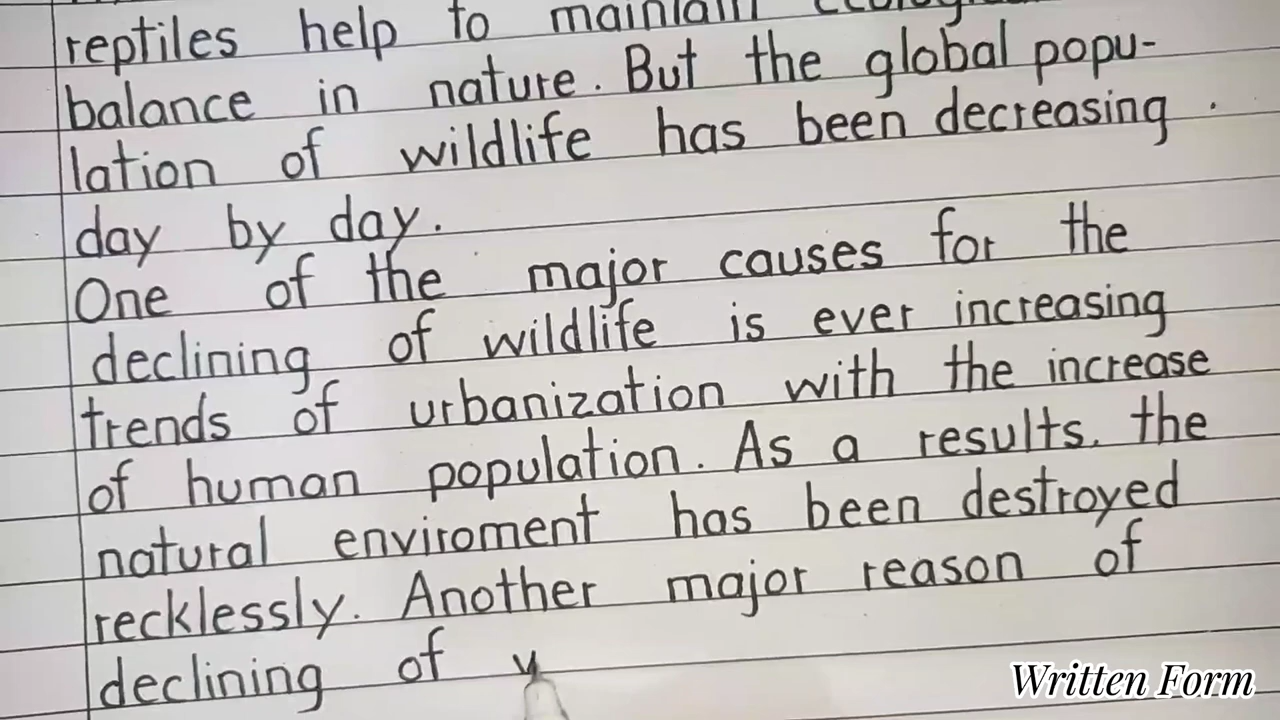 reptiles help to maintain
balance in nature. But the global popu-
lation of wildlife has been decreasing
day by day.
One of the major causes for the
declining of wildlife is ever increasing
trends of urbanization with the increase
of human population. As a results. the
natural enviroment has been destroyed
recklessly. Another major reason of
declining of
Written Form